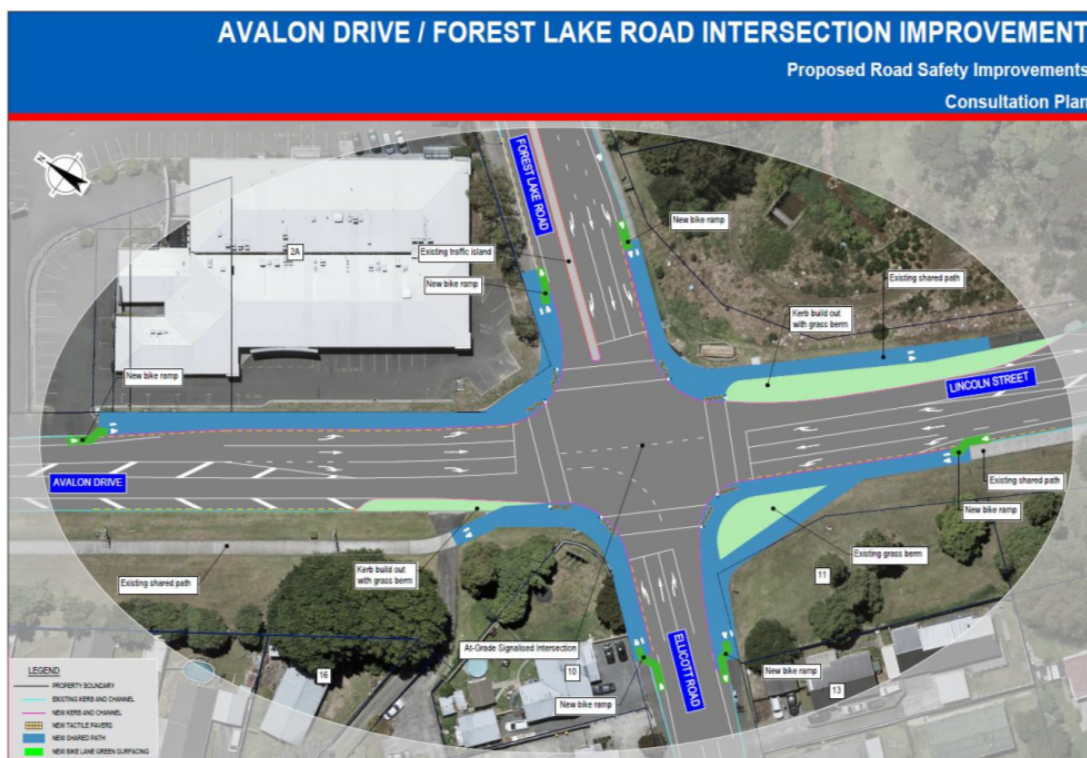 AVALON DRIVE / FOREST LAKE ROAD INTERSECTION IMPROVEMENT
Proposed Road Safety Improvements
Consultation Plan
N
FOREST LAKE ROAD
New bike ramp
2A
Existing traffic island
New bike ramp
Existing shared path
Kerb build out
with grass berm
New bike ramp
LINCOLN STREET
AVALON DRIVE
Existing shared path
New bike ramp
Existing grass berm
Kerb build out
with grass berm
Existing shared path
11
At-Grade Signalised Intersection
ELLICOTT ROAD
10
New bike ramp
16
13
New bike ramp
LEGEND
PROPERTY BOUNDARY
EXISTING KERB AND CHANNEL
NEW KERB AND CHANNEL
NEW TACTILE PAVERS
NEW SHARED PATH
NEW BIKE LANE GREEN SURFACING